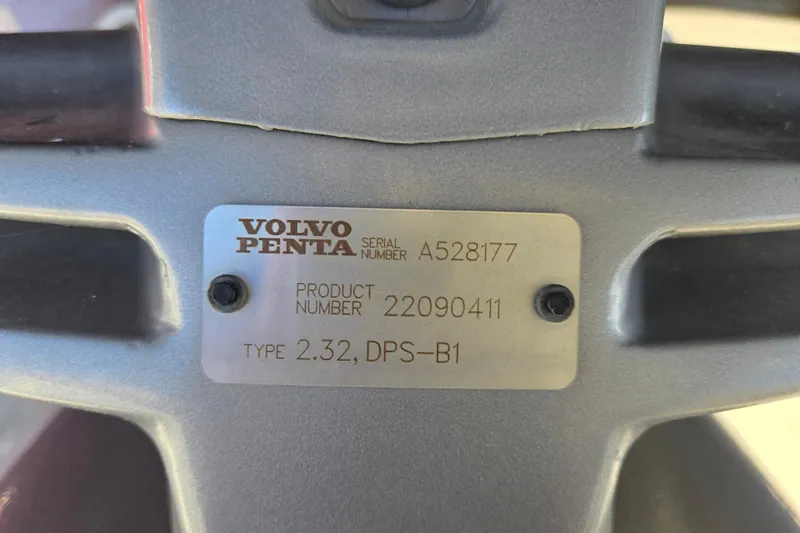 VOLVO
PENTA SERIAL NUMBER A528177
PRODUCT NUMBER 22090411
TYPE 2.32, DPS-B1